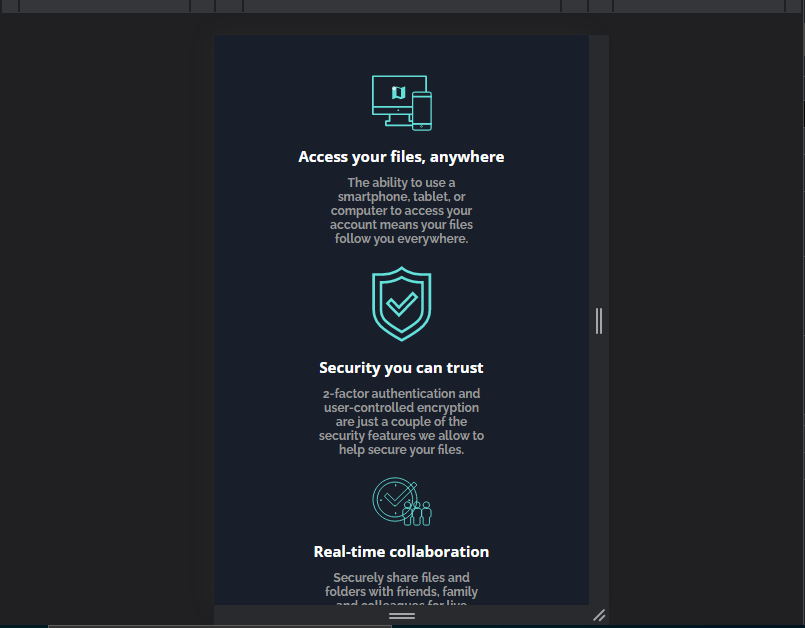 Access your files, anywhere
The ability to use a
smartphone, tablet, or
computer to access your
account means your files
follow you everywhere.
Security you can trust
2-factor authentication and
user-controlled encryption
are just a couple of the
security features we allow to
help secure your files.
Real-time collaboration
Securely share files and
folders with friends, family
and colleagues for live